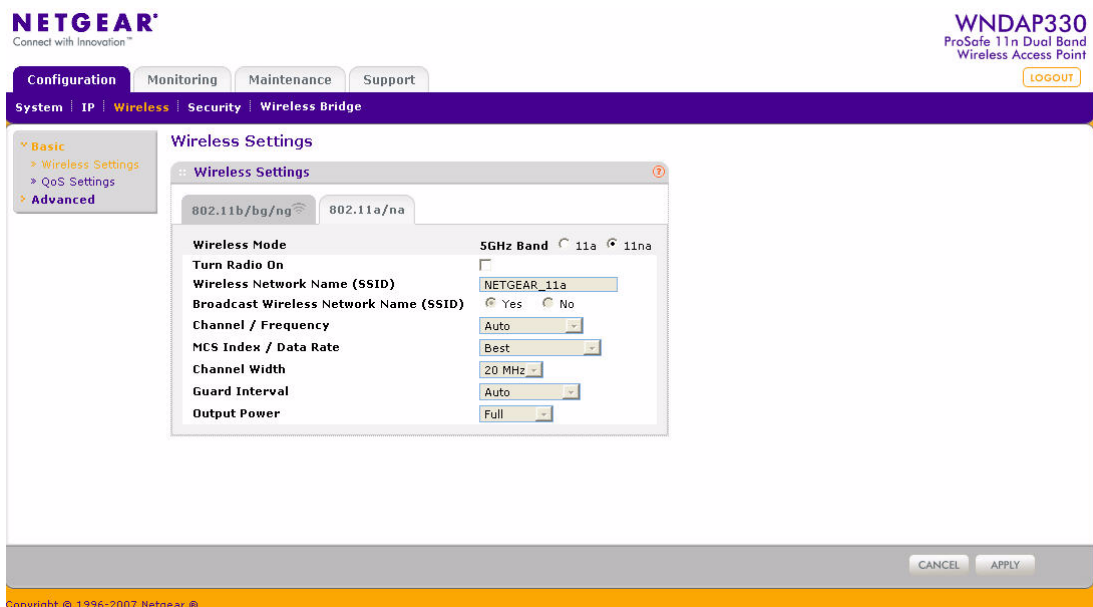 NETGEAR®
Connect with Innovation™
WNDAP330
ProSafe 11n Dual Band
Wireless Access Point
Configuration Monitoring Maintenance Support
LOGOUT
System IP Wireless Security Wireless Bridge
Basic
» Wireless Settings
» QoS Settings
Advanced
Wireless Settings
Wireless Settings ?
802.11b/bg/ng 802.11a/na
Wireless Mode 5GHz Band 11a 11na
Turn Radio On
Wireless Network Name (SSID) NETGEAR_11a
Broadcast Wireless Network Name (SSID) Yes No
Channel / Frequency Auto
MCS Index / Data Rate Best
Channel Width 20 MHz
Guard Interval Auto
Output Power Full
CANCEL APPLY
Copyright © 1996-2007 Netgear ®